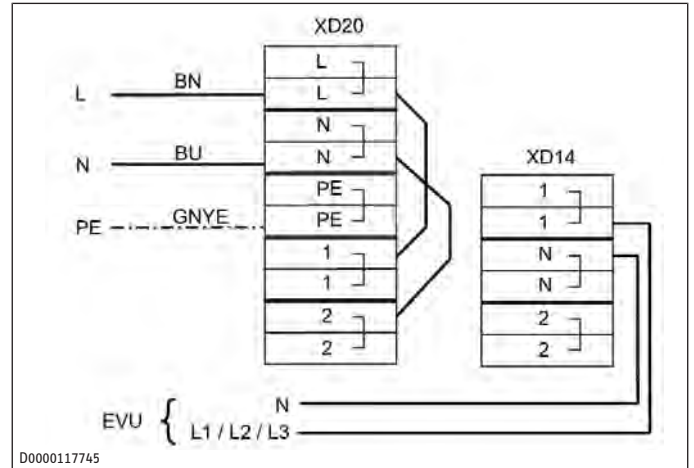 XD20
L
L BN L
N
N BU N
PE
PE GNYE PE
1
1
2
2
XD14
1
1
N
N
2
2
EVU { N
L1 / L2 / L3
D0000117745